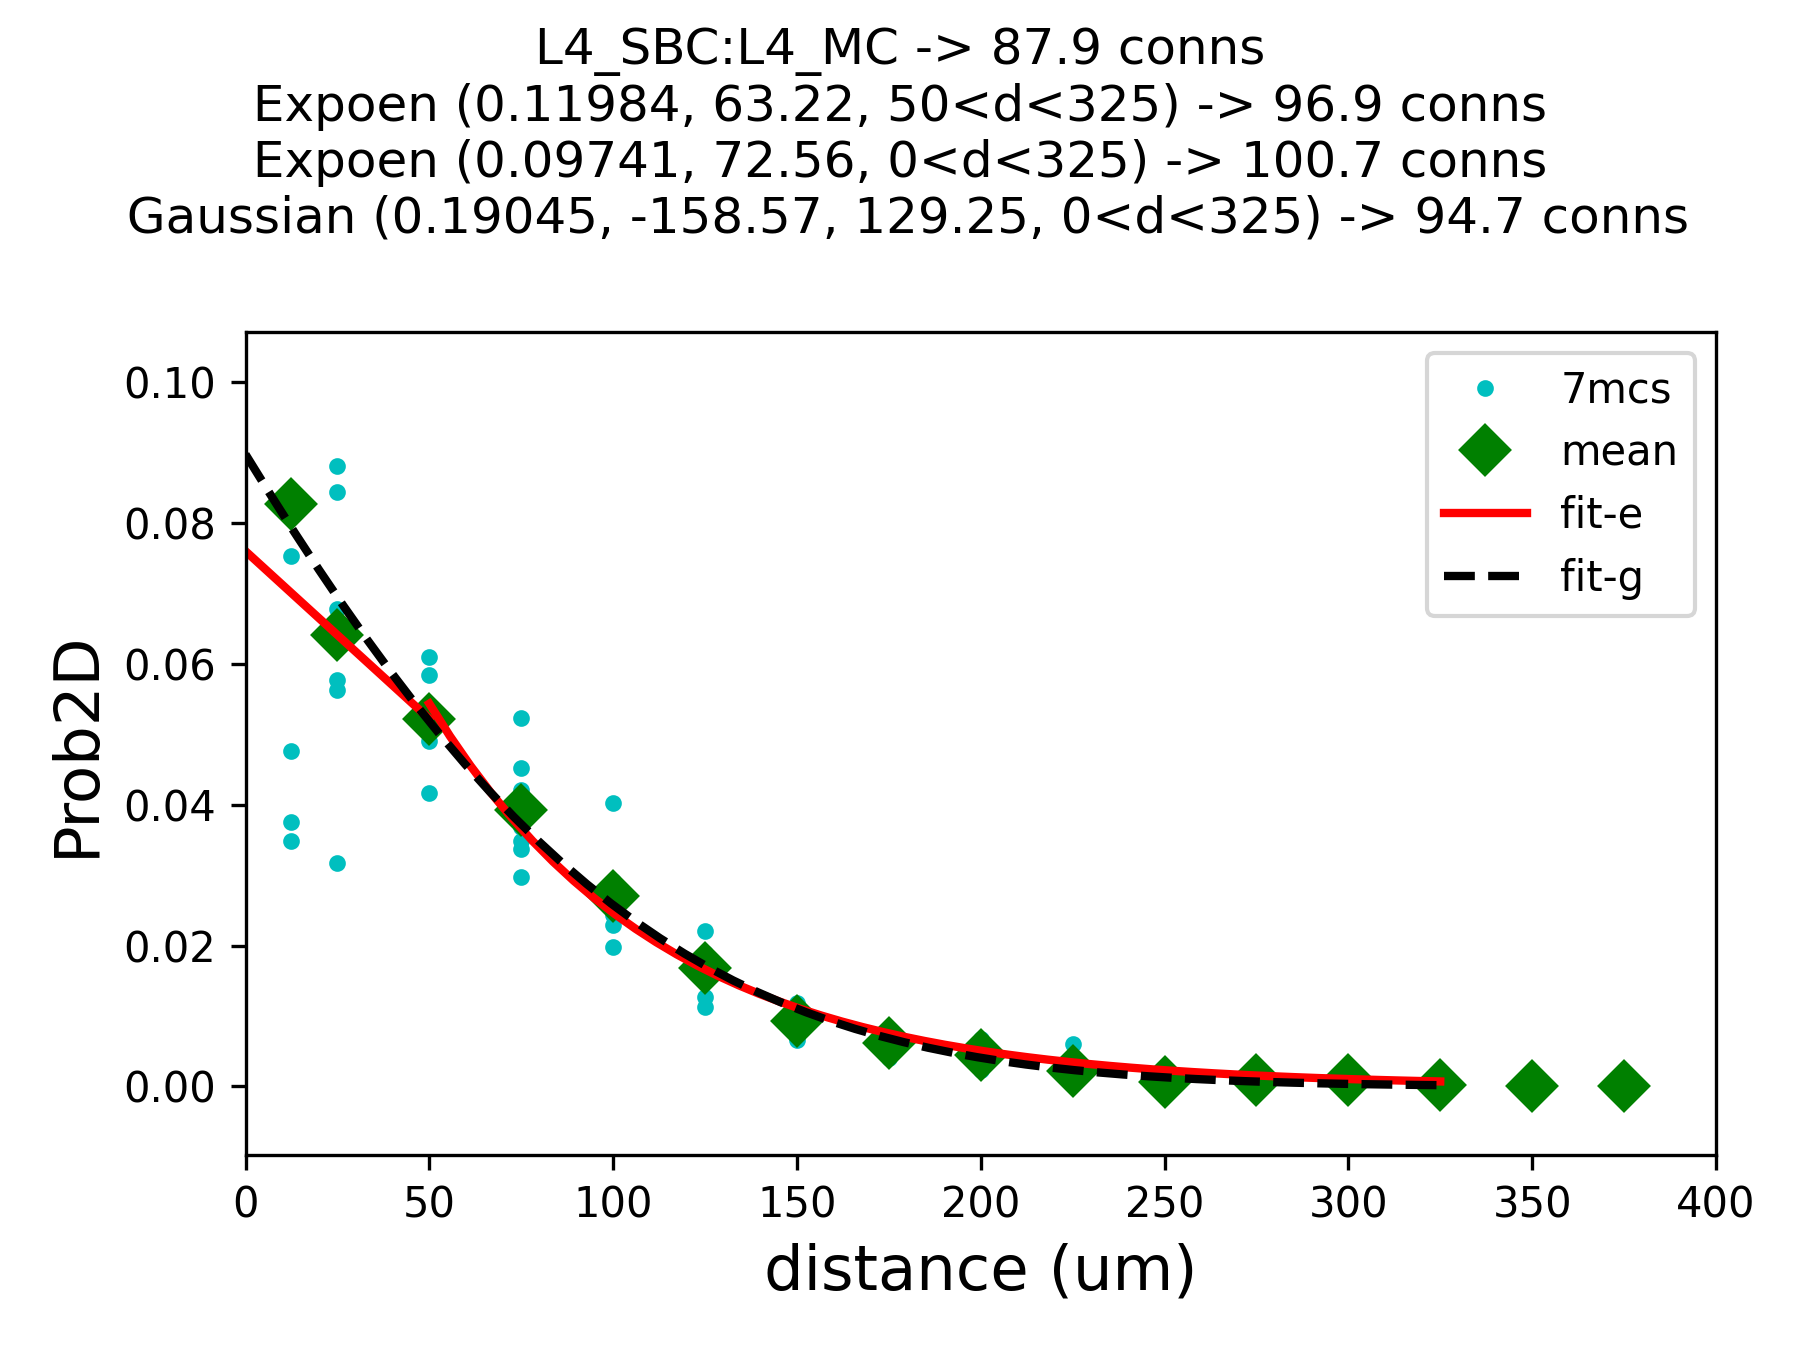 L4_SBC:L4_MC -> 87.9 conns
Expoen (0.11984, 63.22, 50<d<325) -> 96.9 conns
Expoen (0.09741, 72.56, 0<d<325) -> 100.7 conns
Gaussian (0.19045, -158.57, 129.25, 0<d<325) -> 94.7 conns
7mcs
mean
fit-e
fit-g
Prob2D
0.10
0.08
0.06
0.04
0.02
0.00
0 50 100 150 200 250 300 350 400
distance (um)